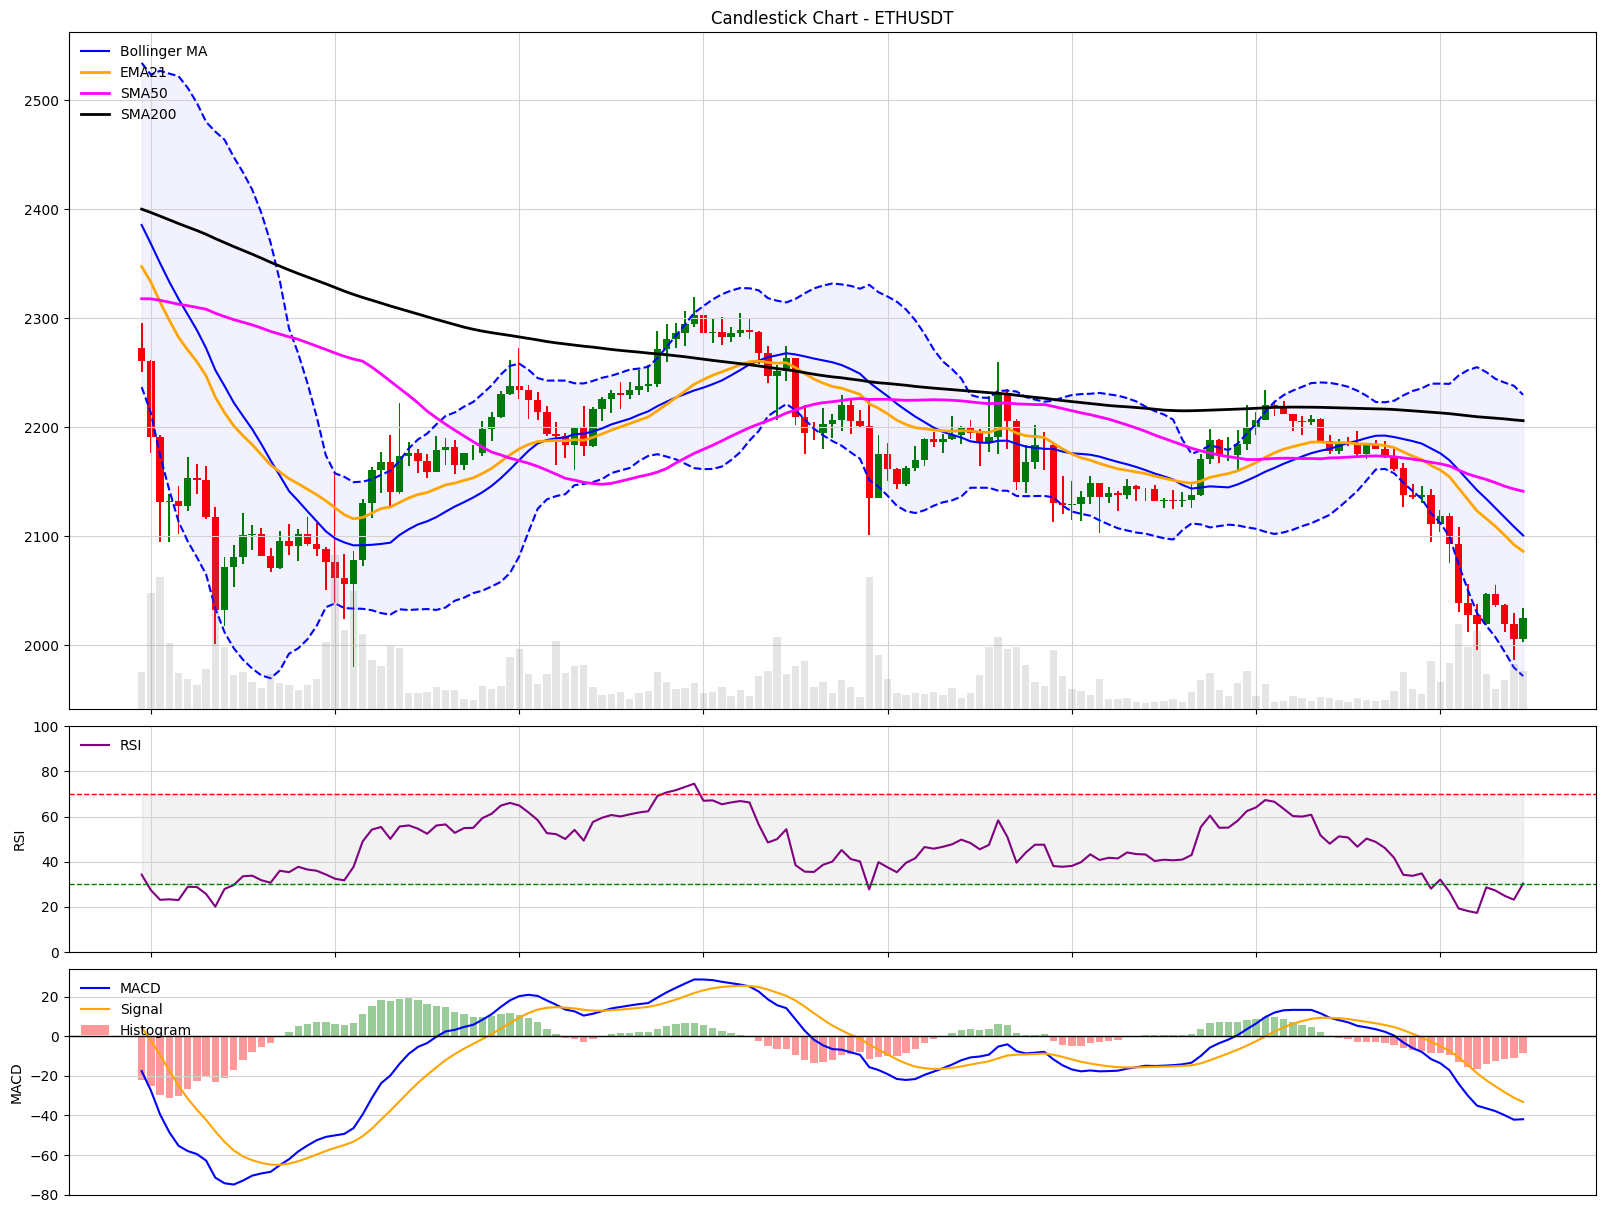 Candlestick Chart - ETHUSDT
Bollinger MA
EMA21
SMA50
SMA200
2500
2400
2300
2200
2100
2000
RSI
100
80
60
40
20
0
RSI
MACD
Signal
Histogram
20
0
−20
−40
−60
−80
MACD